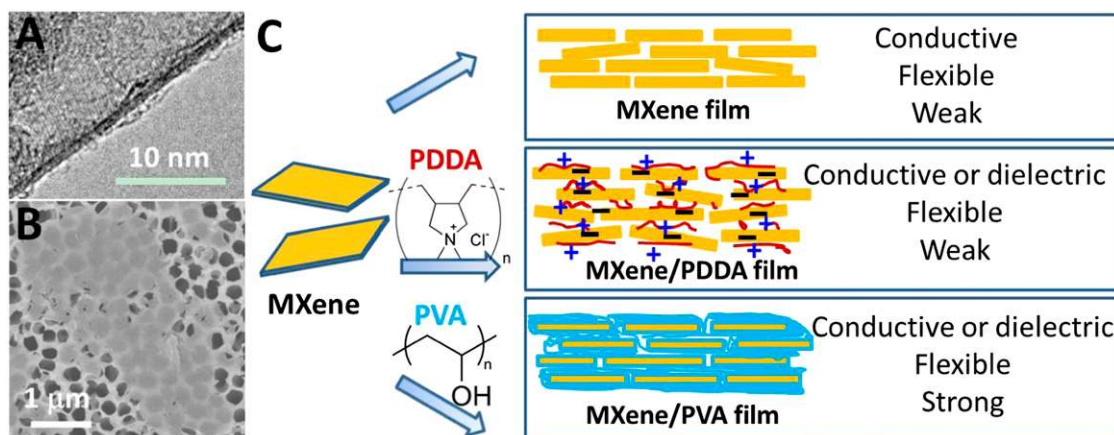 A
10 nm
B
1 µm
C
MXene
PDDA
N
+
Cl-
n
PVA
n
OH
MXene film
Conductive
Flexible
Weak
+ + +
+ +
+ + +
+ + +
MXene/PDDA film
Conductive or dielectric
Flexible
Weak
MXene/PVA film
Conductive or dielectric
Flexible
Strong